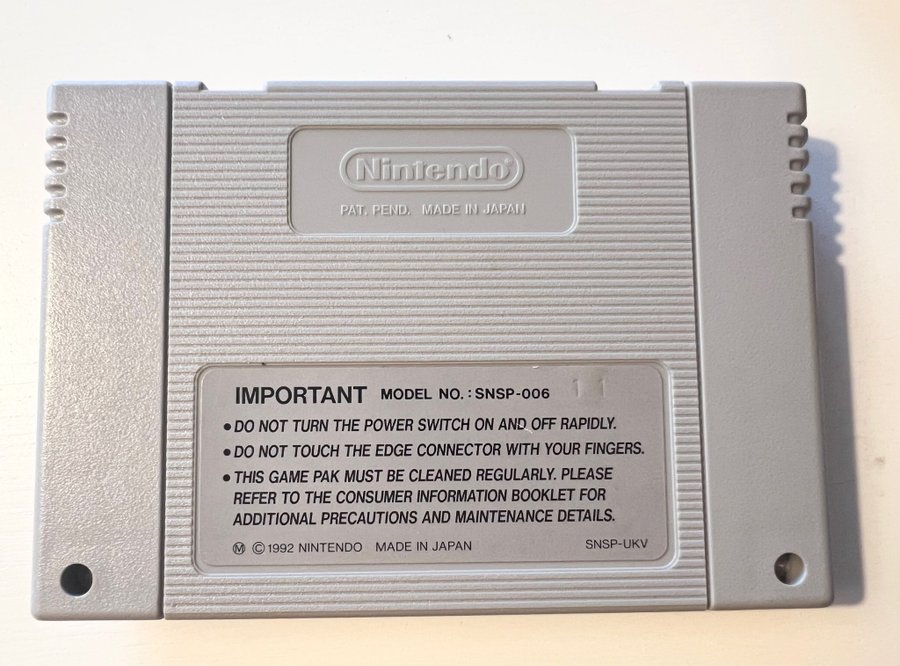 Nintendo®
PAT. PEND. MADE IN JAPAN
IMPORTANT MODEL NO.: SNSP-006 11
• DO NOT TURN THE POWER SWITCH ON AND OFF RAPIDLY.
• DO NOT TOUCH THE EDGE CONNECTOR WITH YOUR FINGERS.
• THIS GAME PAK MUST BE CLEANED REGULARLY. PLEASE
REFER TO THE CONSUMER INFORMATION BOOKLET FOR
ADDITIONAL PRECAUTIONS AND MAINTENANCE DETAILS.
Ⓜ ©1992 NINTENDO MADE IN JAPAN SNSP-UKV